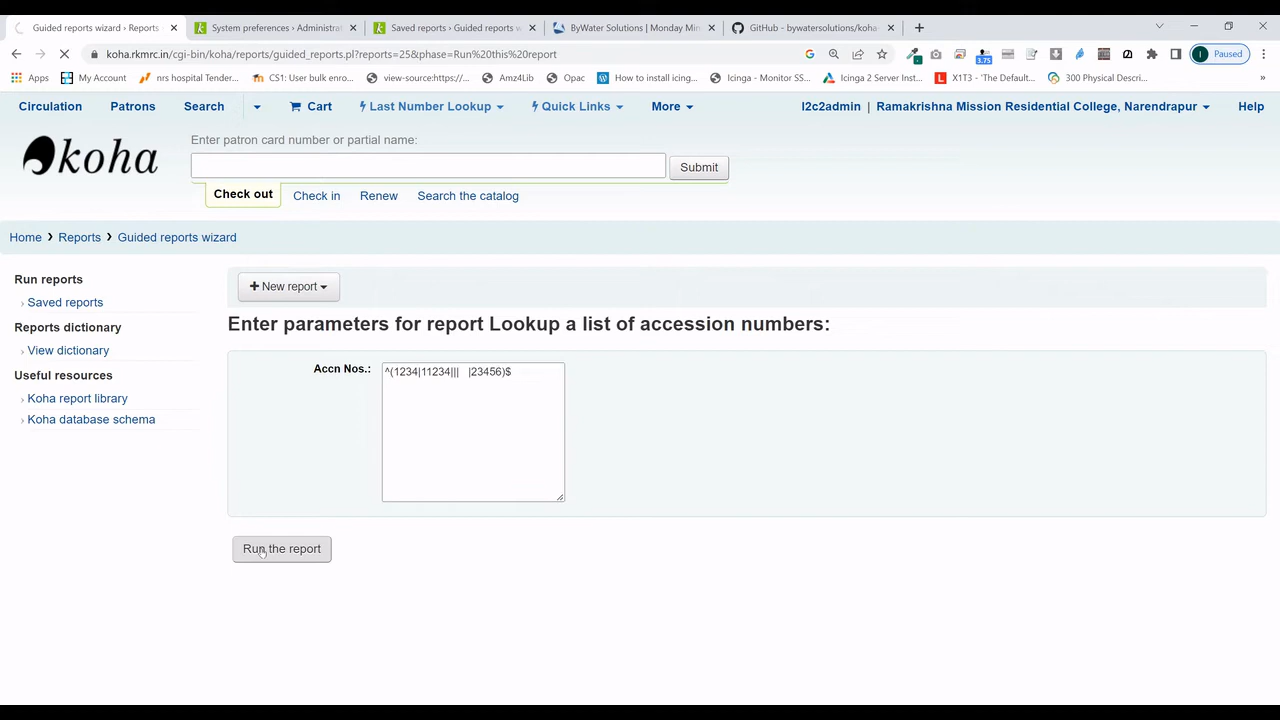 Guided reports wizard › Reports
System preferences › Administra
Saved reports › Guided reports w
ByWater Solutions | Monday Min
GitHub - bywatersolutions/koha
koha.rkmrc.in/cgi-bin/koha/reports/guided_reports.pl?reports=25&phase=Run%20this%20report
3.75
I
Paused
Apps
My Account
nrs hospital Tender...
CS1: User bulk enro...
view-source:https:/...
Amz4Lib
Opac
How to install icing...
Icinga - Monitor SS...
Icinga 2 Server Inst...
X1T3 - 'The Default...
300 Physical Descri...
Circulation
Patrons
Search
Cart
Last Number Lookup
Quick Links
More
l2c2admin | Ramakrishna Mission Residential College, Narendrapur
Help
koha
Enter patron card number or partial name:
Submit
Check out
Check in
Renew
Search the catalog
Home › Reports › Guided reports wizard
Run reports
› Saved reports
Reports dictionary
› View dictionary
Useful resources
› Koha report library
› Koha database schema
+ New report
Enter parameters for report Lookup a list of accession numbers:
Accn Nos.:
^(1234|11234||| |23456)$
Run the report